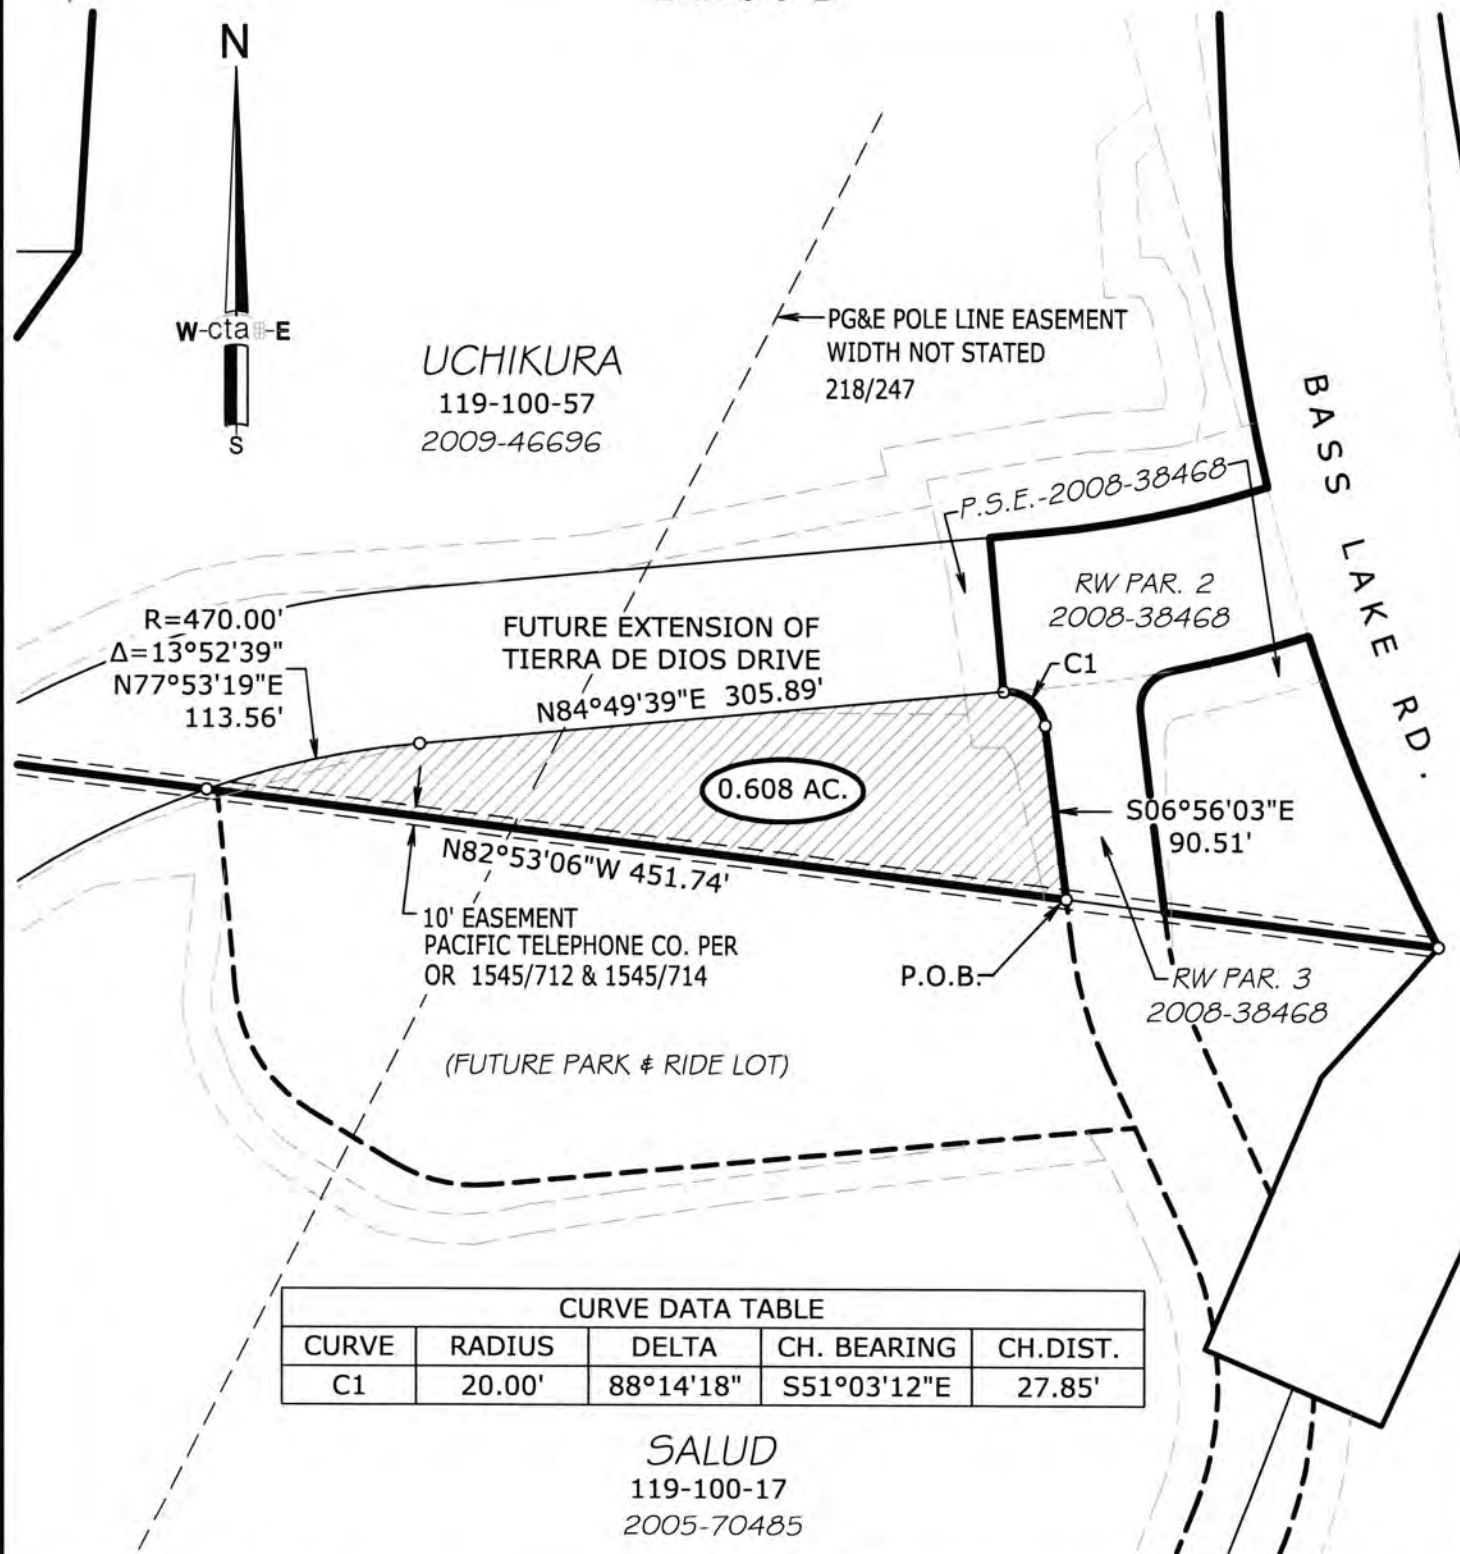 N
W-cta-E
S
UCHIKURA
119-100-57
2009-46696
PG&E POLE LINE EASEMENT
WIDTH NOT STATED
218/247
BASS LAKE RD.
P.S.E.-2008-38468
RW PAR. 2
2008-38468
R=470.00'
Δ=13°52'39"
N77°53'19"E
113.56'
FUTURE EXTENSION OF
TIERRA DE DIOS DRIVE
N84°49'39"E 305.89'
C1
0.608 AC.
S06°56'03"E
90.51'
N82°53'06"W 451.74'
10' EASEMENT
PACIFIC TELEPHONE CO. PER
OR 1545/712 & 1545/714
P.O.B.
RW PAR. 3
2008-38468
(FUTURE PARK & RIDE LOT)
CURVE DATA TABLE
CURVE RADIUS DELTA CH. BEARING CH.DIST.
C1 20.00' 88°14'18" S51°03'12"E 27.85'
SALUD
119-100-17
2005-70485